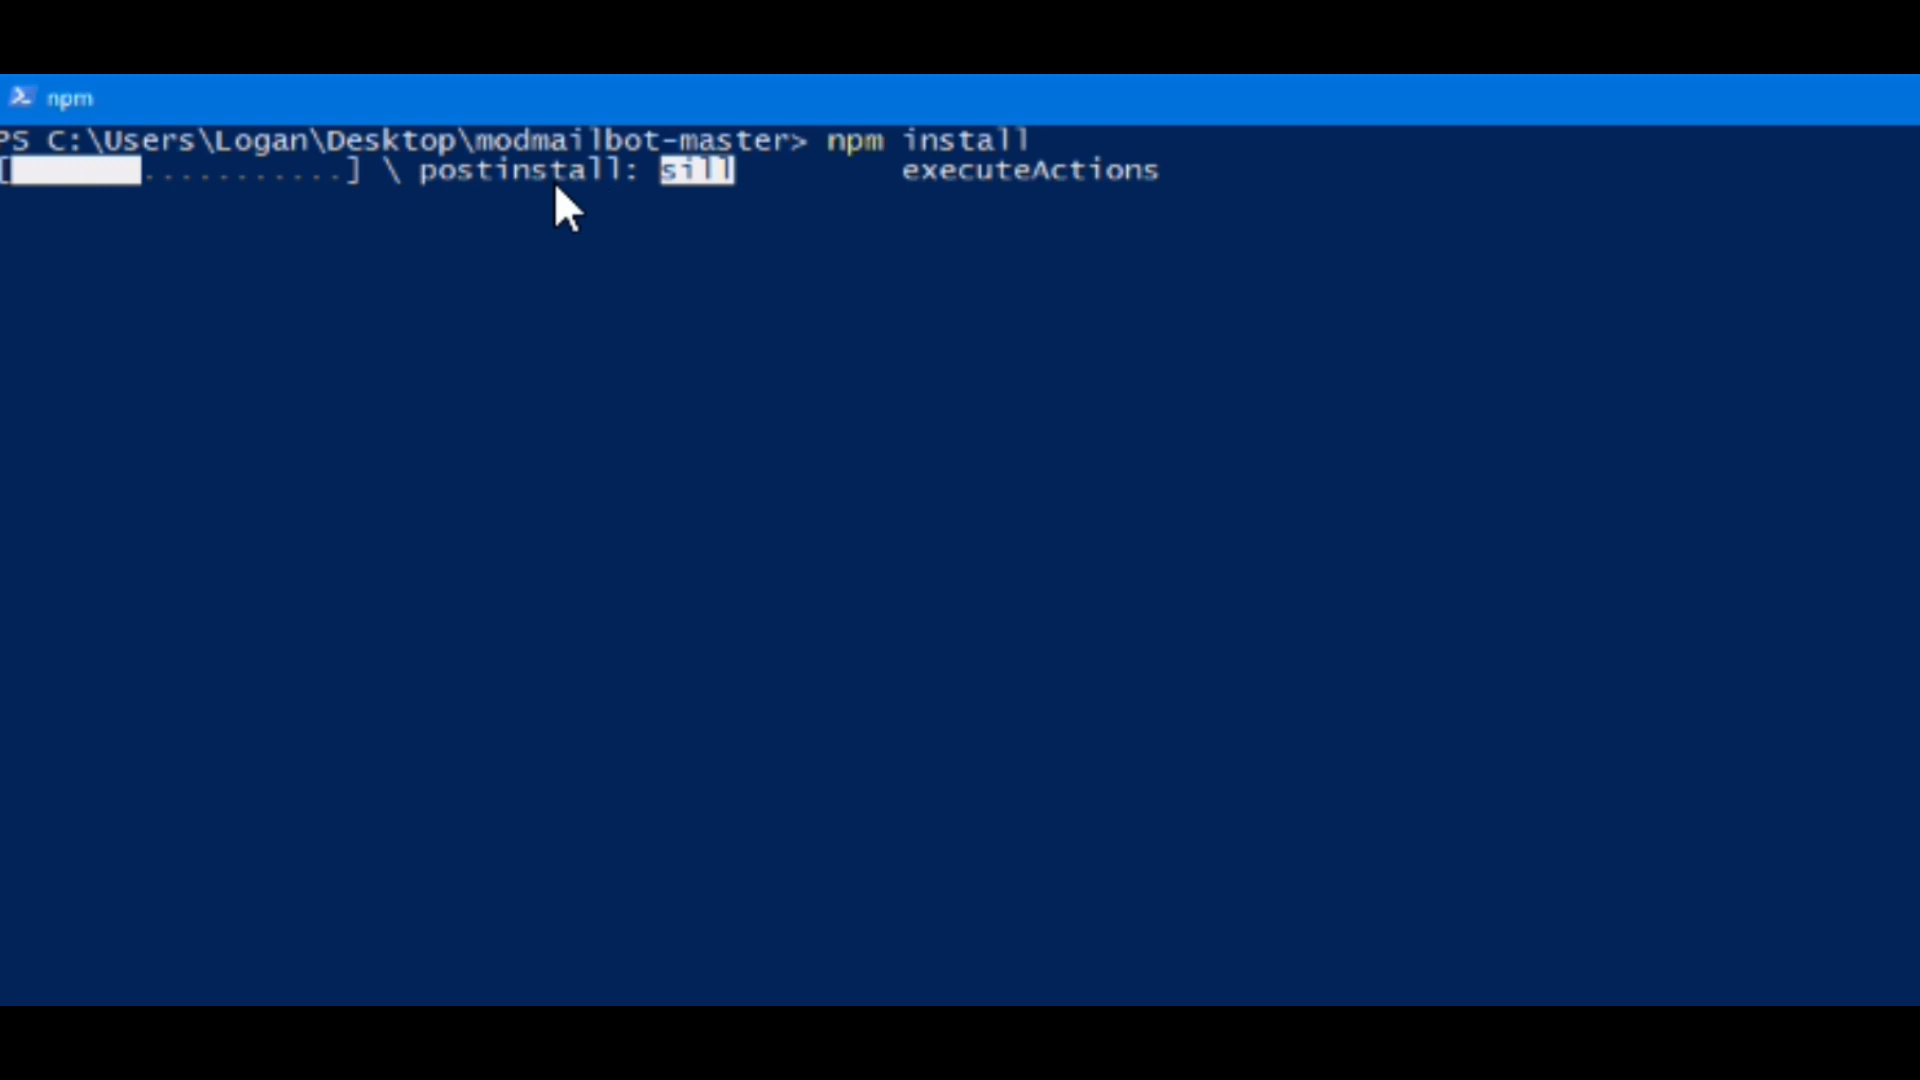 npm
PS C:\Users\Logan\Desktop\modmailbot-master> npm install
[...........] \ postinstall: sill executeActions